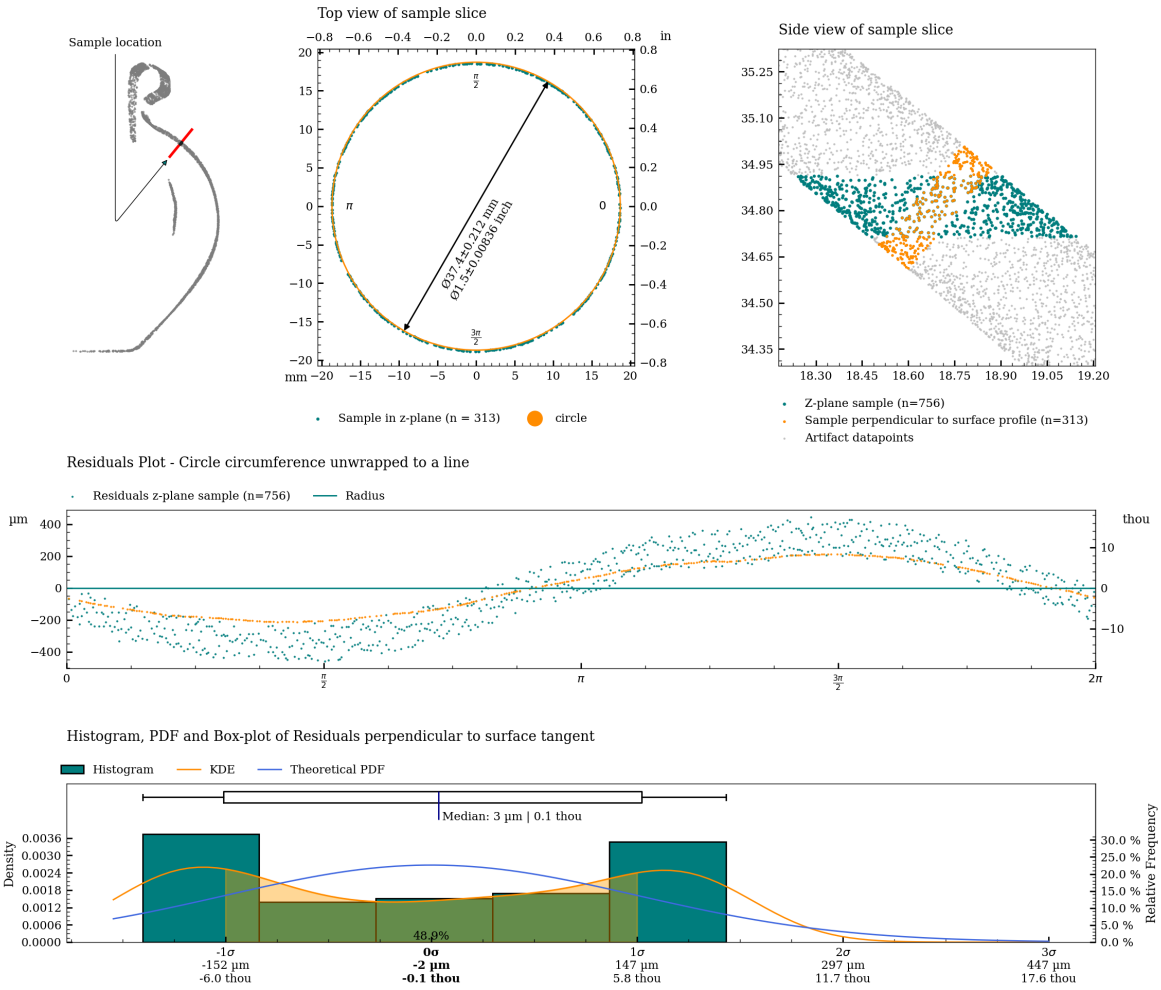 Sample location
Top view of sample slice
−0.8 −0.6 −0.4 −0.2 0.0 0.2 0.4 0.6 0.8 in
20
15
10
5
0
−5
−10
−15
−20
0.8
0.6
0.4
0.2
0.0
−0.2
−0.4
−0.6
−0.8
π/2
π
0
3π/2
Ø37.4±0.212 mm
Ø1.5±0.00836 inch
mm −20 −15 −10 −5 0 5 10 15 20
Sample in z-plane (n = 313) circle
Side view of sample slice
35.25
35.10
34.95
34.80
34.65
34.50
34.35
18.30 18.45 18.60 18.75 18.90 19.05 19.20
Z-plane sample (n=756)
Sample perpendicular to surface profile (n=313)
Artifact datapoints
Residuals Plot - Circle circumference unwrapped to a line
Residuals z-plane sample (n=756) Radius
µm
400
200
0
−200
−400
thou
10
0
−10
0 π/2 π 3π/2 2π
Histogram, PDF and Box-plot of Residuals perpendicular to surface tangent
Histogram KDE Theoretical PDF
Median: 3 µm | 0.1 thou
Density
0.0036
0.0030
0.0024
0.0018
0.0012
0.0006
0.0000
48.9%
Relative Frequency
30.0 %
25.0 %
20.0 %
15.0 %
10.0 %
5.0 %
0.0 %
-1σ 0σ 1σ 2σ 3σ
-152 µm -2 µm 147 µm 297 µm 447 µm
-6.0 thou -0.1 thou 5.8 thou 11.7 thou 17.6 thou